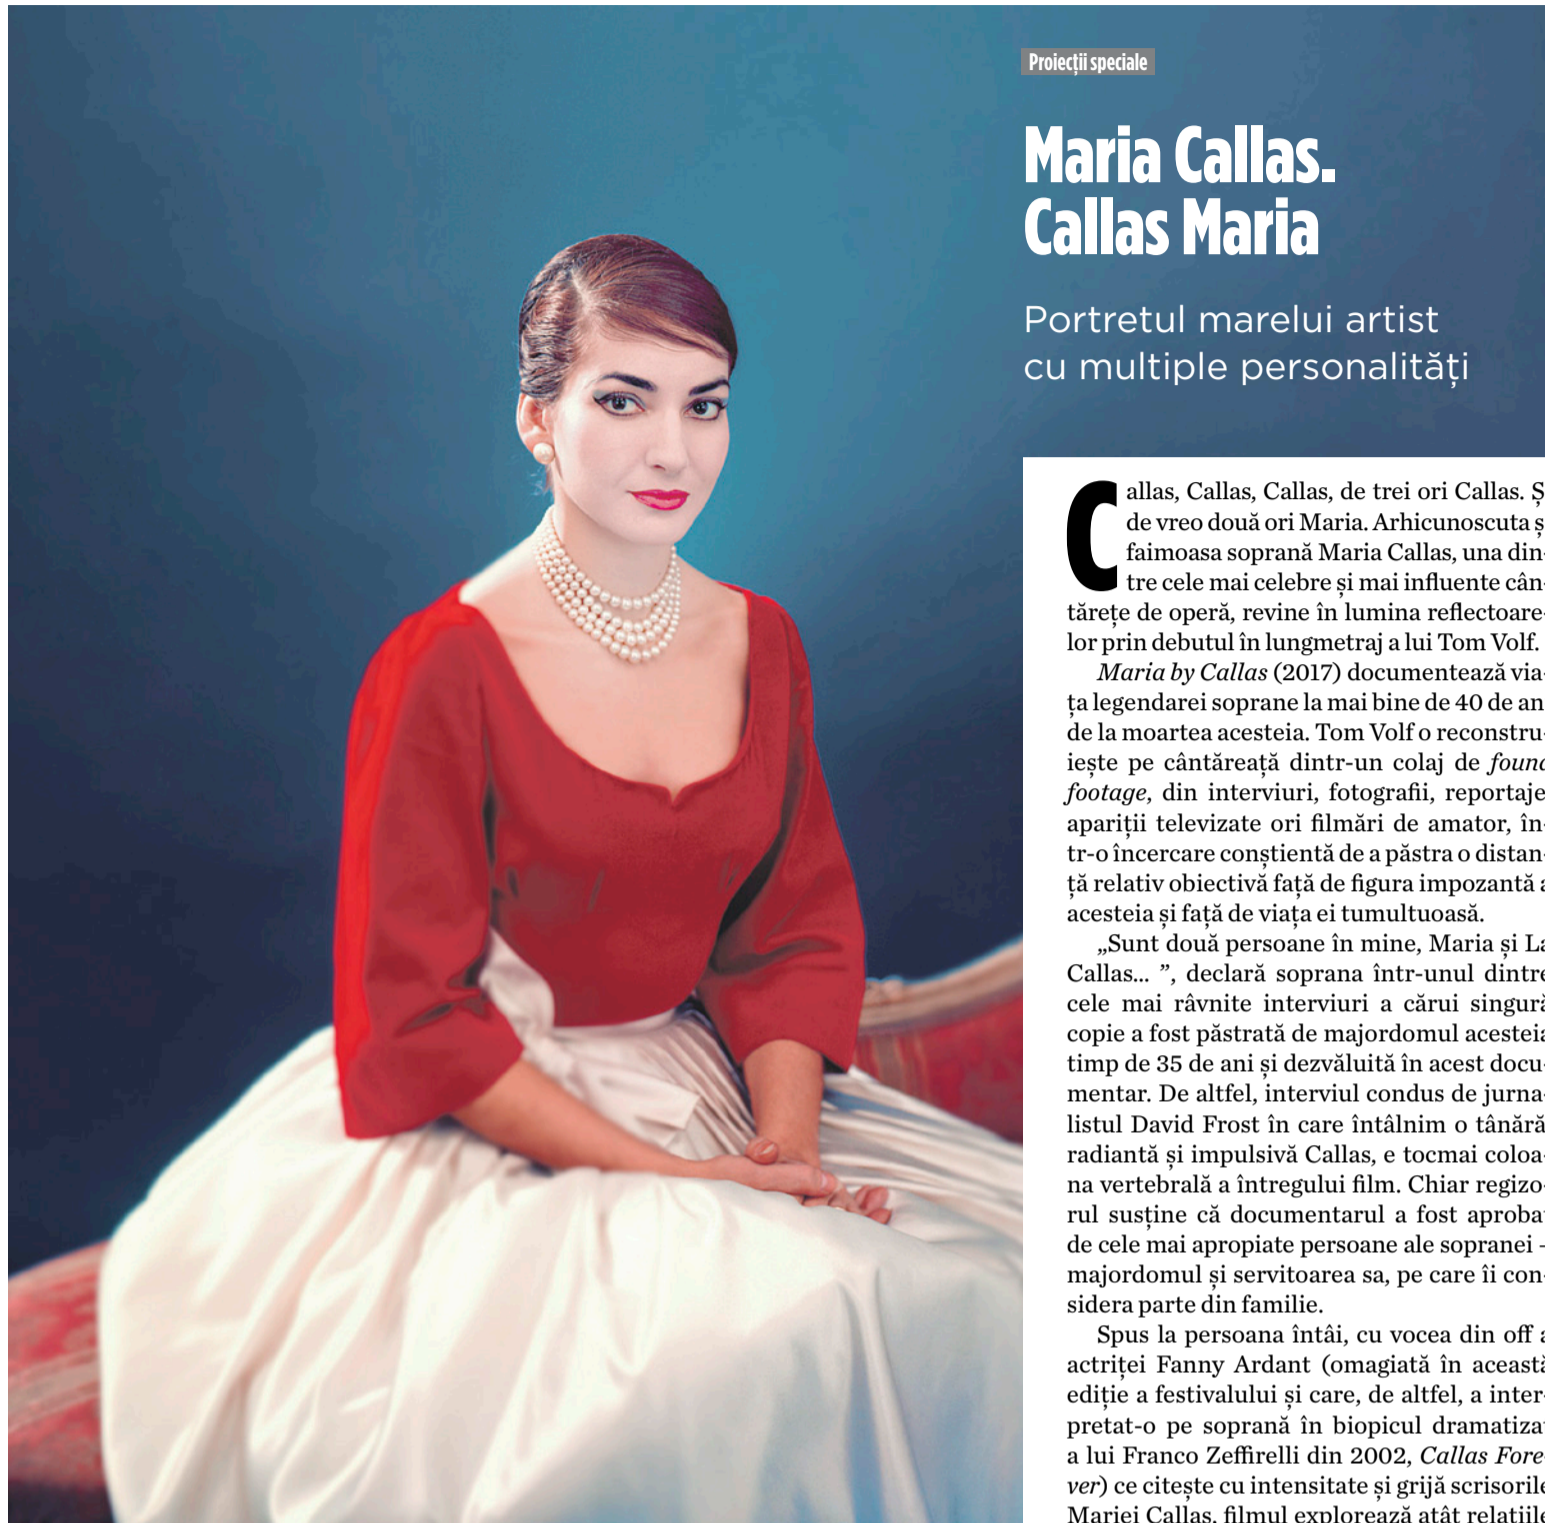 Proiecții speciale
Maria Callas.
Callas Maria
Portretul marelui artist
cu multiple personalități
Callas, Callas, Callas, de trei ori Callas. Ș
de vreo două ori Maria. Arhicunoscuta ș
faimoasa soprană Maria Callas, una din-
tre cele mai celebre și mai influente cân-
tărețe de operă, revine în lumina reflectoare-
lor prin debutul în lungmetraj a lui Tom Volf.
Maria by Callas (2017) documentează via-
ța legendarei soprane la mai bine de 40 de an
de la moartea acesteia. Tom Volf o reconstru-
iește pe cântăreață dintr-un colaj de found
footage, din interviuri, fotografii, reportaje
apariții televizate ori filmări de amator, în-
tr-o încercare conștientă de a păstra o distan-
ță relativ obiectivă față de figura impozantă a
acesteia și față de viața ei tumultuoasă.
„Sunt două persoane în mine, Maria și La
Callas... ”, declară soprana într-unul dintre
cele mai râvnite interviuri a cărui singură
copie a fost păstrată de majordomul acesteia
timp de 35 de ani și dezvăluită în acest docu-
mentar. De altfel, interviul condus de jurna-
listul David Frost în care întâlnim o tânără
radiantă și impulsivă Callas, e tocmai coloa-
na vertebrală a întregului film. Chiar regizo-
rul susține că documentarul a fost aprobat
de cele mai apropiate persoane ale sopranei –
majordomul și servitoarea sa, pe care îi con-
sidera parte din familie.
Spus la persoana întâi, cu vocea din off a
actriței Fanny Ardant (omagiată în această
ediție a festivalului și care, de altfel, a inter-
pretat-o pe soprană în biopicul dramatizat
a lui Franco Zeffirelli din 2002, Callas Fore-
ver) ce citește cu intensitate și grijă scrisorile
Mariei Callas, filmul explorează atât relațiile